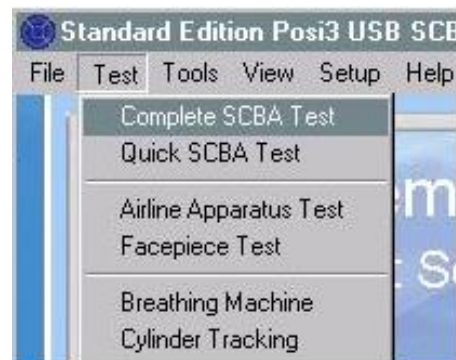 Standard Edition Posi3 USB SCB
File Test Tools View Setup Help
Complete SCBA Test
Quick SCBA Test
Airline Apparatus Test
Facepiece Test
Breathing Machine
Cylinder Tracking